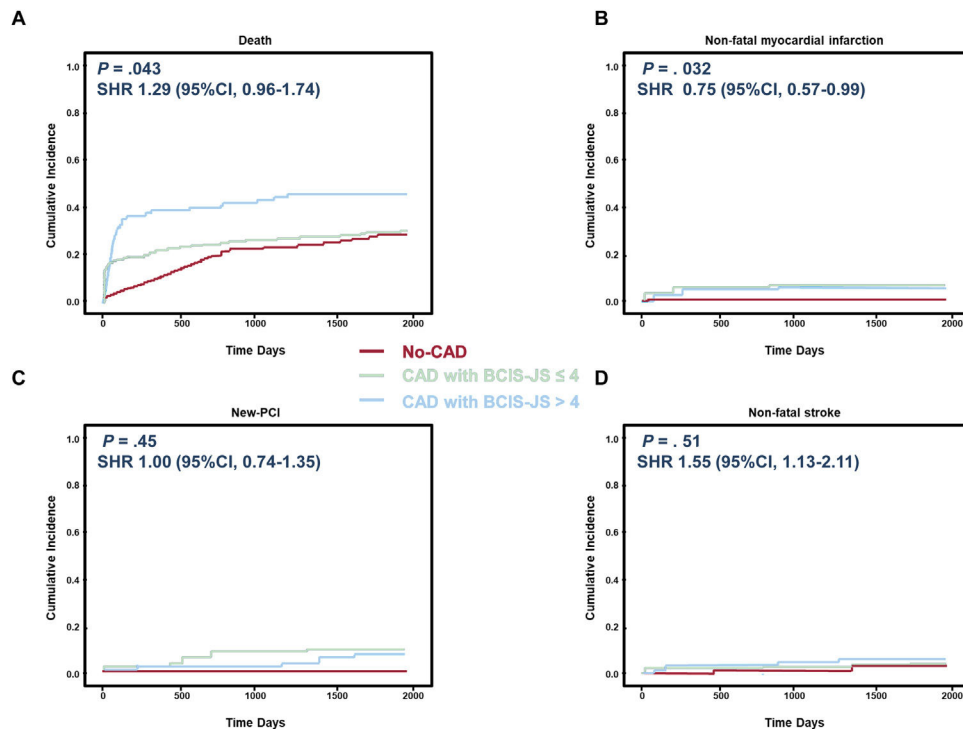 A
Death
P = .043
SHR 1.29 (95%CI, 0.96-1.74)
Cumulative Incidence
1.0
0.8
0.6
0.4
0.2
0.0
0
500
1000
1500
2000
Time Days
B
Non-fatal myocardial infarction
P = . 032
SHR 0.75 (95%CI, 0.57-0.99)
Cumulative Incidence
1.0
0.8
0.6
0.4
0.2
0.0
0
500
1000
1500
2000
Time Days
No-CAD
CAD with BCIS-JS ≤ 4
CAD with BCIS-JS > 4
C
New-PCI
P = .45
SHR 1.00 (95%CI, 0.74-1.35)
Cumulative Incidence
1.0
0.8
0.6
0.4
0.2
0.0
0
500
1000
1500
2000
Time Days
D
Non-fatal stroke
P = . 51
SHR 1.55 (95%CI, 1.13-2.11)
Cumulative Incidence
1.0
0.8
0.6
0.4
0.2
0.0
0
500
1000
1500
2000
Time Days